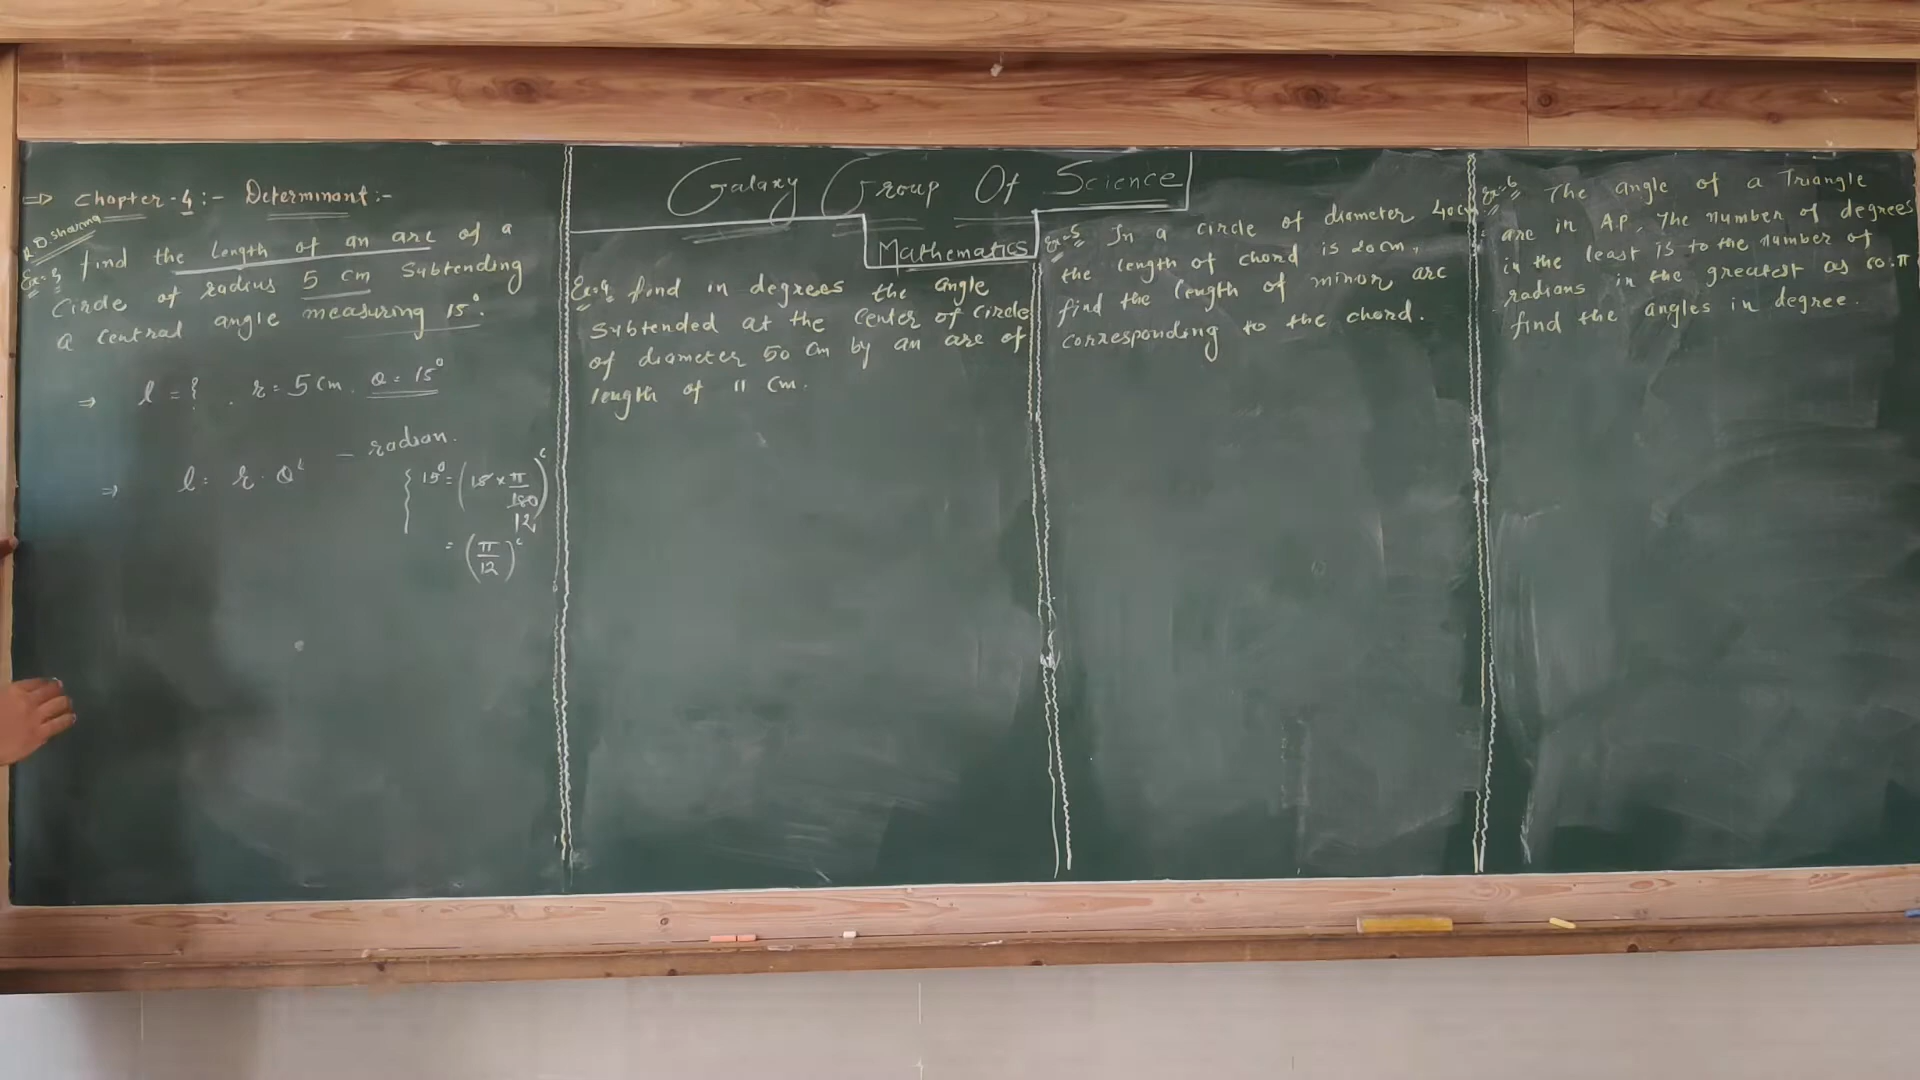 Galaxy Group Of Science
Mathematics
⇒ Chapter-4:- Determinant:-
R.D. Sharma
Ex-3 find the length of an arc of a
Circle of radius 5 cm Subtending
a central angle measuring 15°.
⇒ l = { . r = 5 cm. θ = 15°
⇒ l = r · θᶜ – radian.
{ 15° = (15 × π/180)ᶜ
12
= (π/12)ᶜ
Ex-4 find in degrees the angle
Subtended at the Center of Circle
of diameter 50 cm by an arc of
length of 11 cm.
Ex-5 In a circle of diameter 40cm
the length of chord is 20cm,
find the length of minor arc
corresponding to the chord.
Ex-6 The angle of a Triangle
are in A.P, The number of degrees
in the least is to the number of
radians in the greatest as 60:π
find the angles in degree.